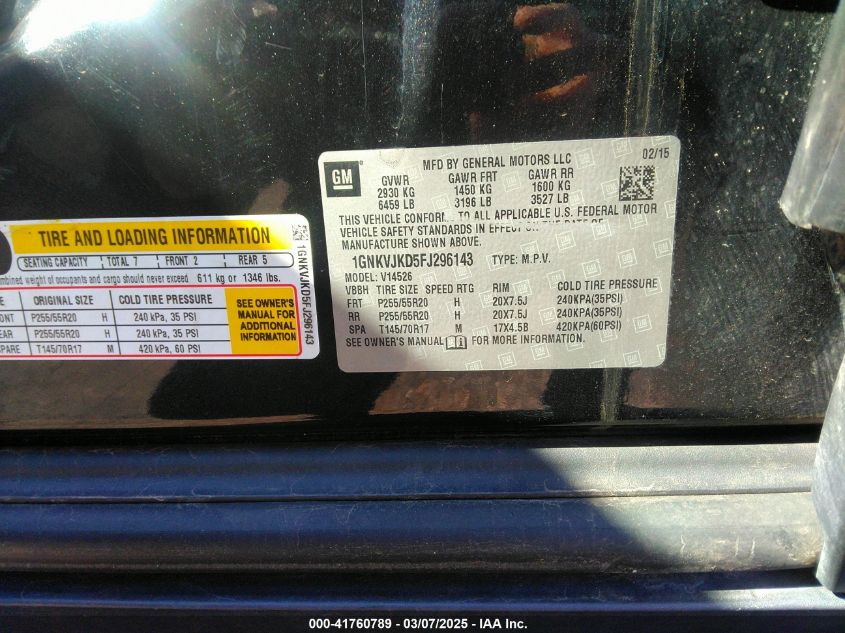 TIRE AND LOADING INFORMATION
SEATING CAPACITY TOTAL 7 FRONT 2 REAR 5
weight of occupants and cargo should never exceed 611 kg or 1346 lbs.
ORIGINAL SIZE COLD TIRE PRESSURE
P255/55R20 H 240 kPa, 35 PSI
P255/55R20 H 240 kPa, 35 PSI
T145/70R17 M 420 kPa, 60 PSI
SEE OWNER'S
MANUAL FOR
ADDITIONAL
INFORMATION
1GNKVJKD5FJ296143
GM
MFD BY GENERAL MOTORS LLC 02/15
GVWR GAWR FRT GAWR RR
2930 KG 1450 KG 1600 KG
6459 LB 3196 LB 3527 LB
THIS VEHICLE CONFORMS TO ALL APPLICABLE U.S. FEDERAL MOTOR
VEHICLE SAFETY STANDARDS IN EFFECT ON THE DATE OF
MANUFACTURE SHOWN ABOVE.
1GNKVJKD5FJ296143 TYPE: M.P.V.
MODEL: V14526
VBBH TIRE SIZE SPEED RTG RIM COLD TIRE PRESSURE
FRT P255/55R20 H 20X7.5J 240KPA(35PSI)
RR P255/55R20 H 20X7.5J 240KPA(35PSI)
SPA T145/70R17 M 17X4.5B 420KPA(60PSI)
SEE OWNER'S MANUAL FOR MORE INFORMATION.
000-41760789 - 03/07/2025 - IAA Inc.